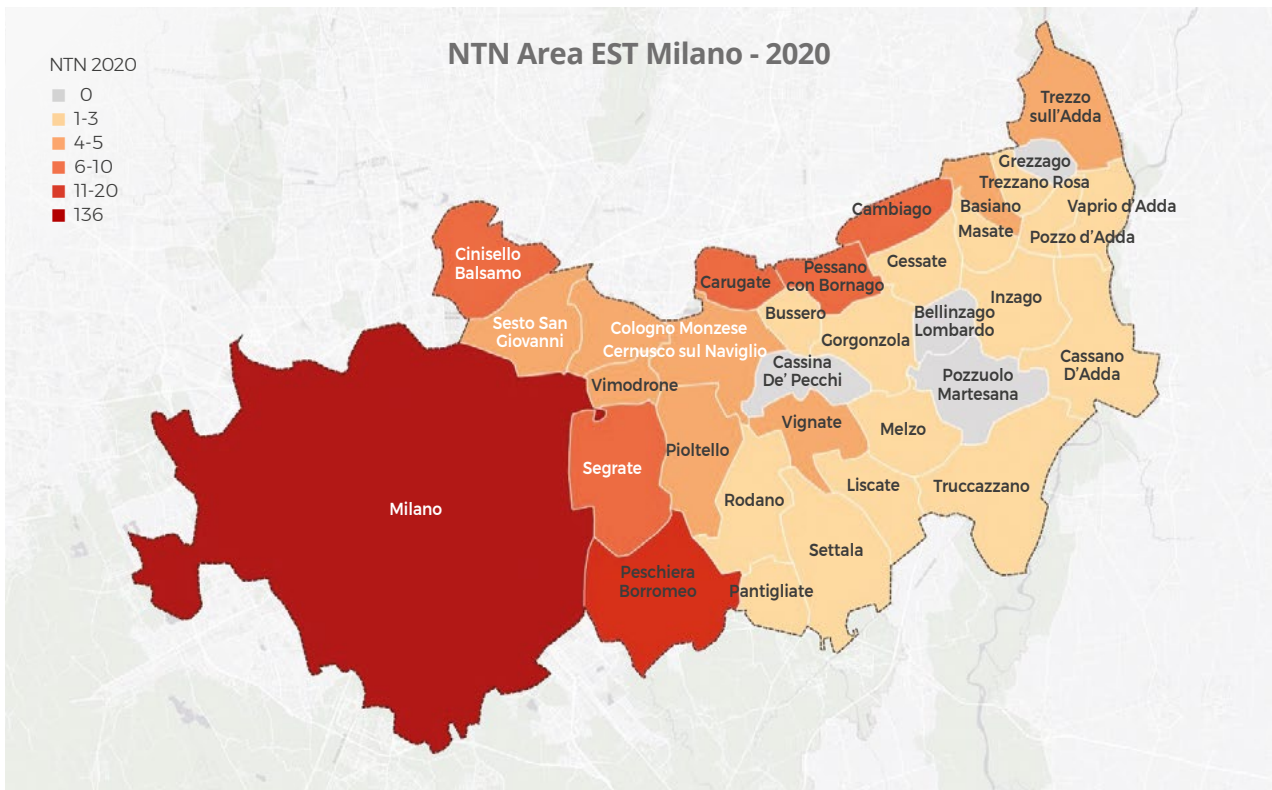 NTN Area EST Milano - 2020
NTN 2020
0
1-3
4-5
6-10
11-20
136
Trezzo
sull'Adda
Grezzago
Trezzano Rosa
Basiano
Vaprio d'Adda
Masate
Pozzo d'Adda
Cambiago
Gessate
Cinisello
Balsamo
Carugate
Pessano
con Bornago
Inzago
Bellinzago
Lombardo
Bussero
Gorgonzola
Sesto San
Giovanni
Cologno Monzese
Cernusco sul Naviglio
Cassano
D'Adda
Cassina
De' Pecchi
Pozzuolo
Martesana
Vimodrone
Vignate
Melzo
Pioltello
Segrate
Liscate
Truccazzano
Rodano
Milano
Settala
Peschiera
Borromeo
Pantigliate